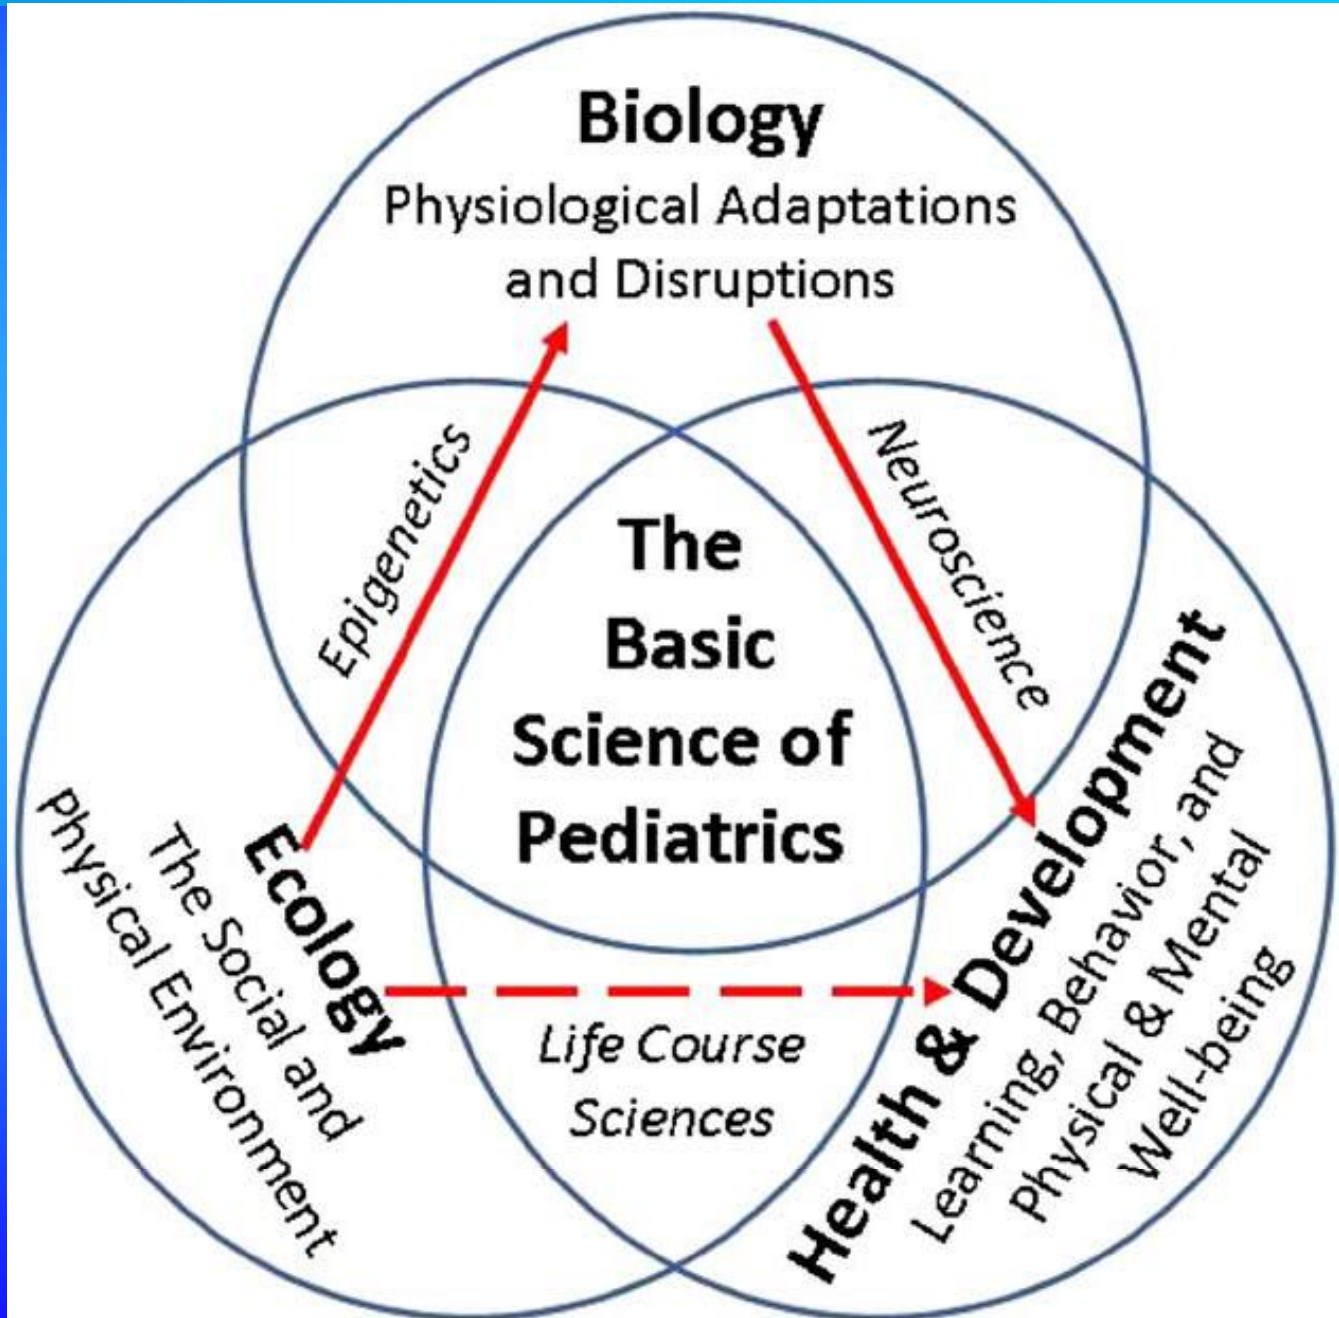 Biology
Physiological Adaptations
and Disruptions
Epigenetics
Neuroscience
The
Basic
Science of
Pediatrics
Ecology
The Social and
Physical Environment
Life Course
Sciences
Health & Development
Learning, Behavior, and
Physical & Mental
Well-being